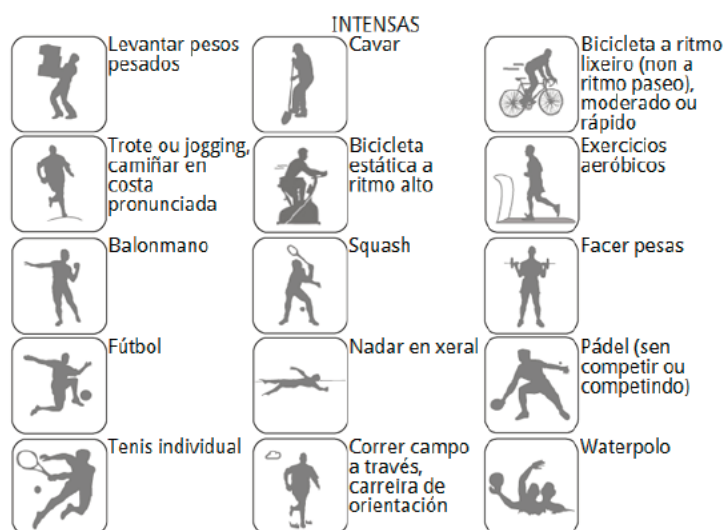 INTENSAS
Levantar pesos
pesados
Cavar
Bicicleta a ritmo
lixeiro (non a
ritmo paseo),
moderado ou
rápido
Trote ou jogging,
camiñar en
costa
pronunciada
Bicicleta
estática a
ritmo alto
Exercicios
aeróbicos
Balonmano
Squash
Facer pesas
Fútbol
Nadar en xeral
Pádel (sen
competir ou
competindo)
Tenis individual
Correr campo
a través,
carreira de
orientación
Waterpolo